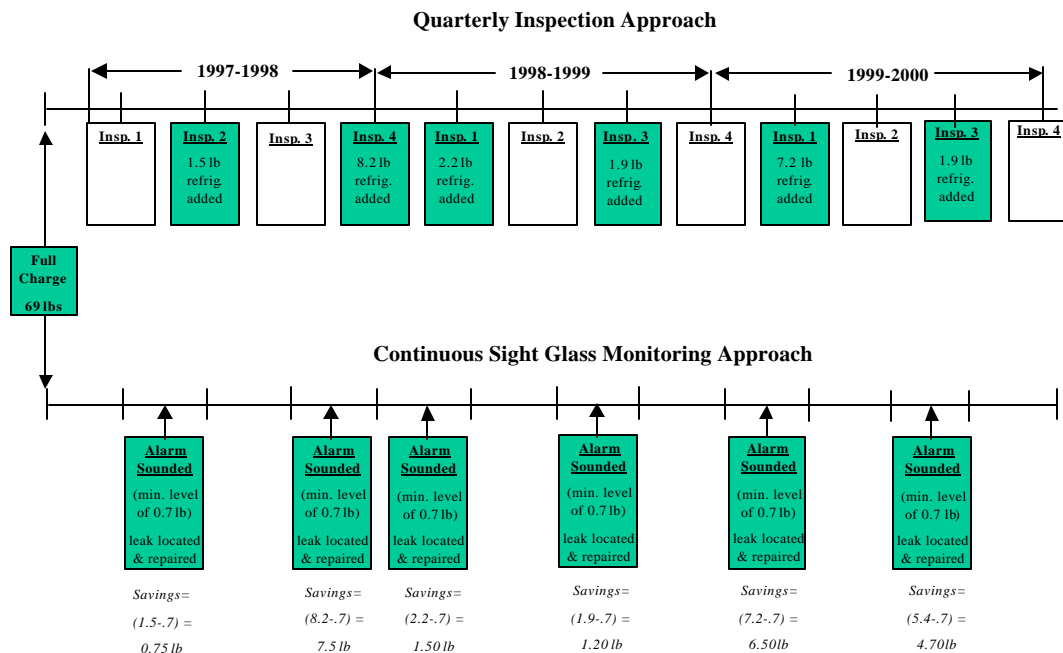 Quarterly Inspection Approach
1997-1998
1998-1999
1999-2000
Insp. 1
Insp. 2
1.5 lb
refrig.
added
Insp. 3
Insp. 4
8.2 lb
refrig.
added
Insp. 1
2.2 lb
refrig.
added
Insp. 2
Insp. 3
1.9 lb
refrig.
added
Insp. 4
Insp. 1
7.2 lb
refrig.
added
Insp. 2
Insp. 3
1.9 lb
refrig.
added
Insp. 4
Full
Charge
69 lbs
Continuous Sight Glass Monitoring Approach
Alarm
Sounded
(min. level
of 0.7 lb)
leak located
& repaired
Savings=
(1.5-.7) =
0.75 lb
Alarm
Sounded
(min. level
of 0.7 lb)
leak located
& repaired
Savings=
(8.2-.7) =
7.5 lb
Alarm
Sounded
(min. level
of 0.7 lb)
leak located
& repaired
Savings=
(2.2-.7) =
1.50 lb
Alarm
Sounded
(min. level
of 0.7 lb)
leak located
& repaired
Savings=
(1.9-.7) =
1.20 lb
Alarm
Sounded
(min. level
of 0.7 lb)
leak located
& repaired
Savings=
(7.2-.7) =
6.50 lb
Alarm
Sounded
(min. level
of 0.7 lb)
leak located
& repaired
Savings=
(5.4-.7) =
4.70 lb